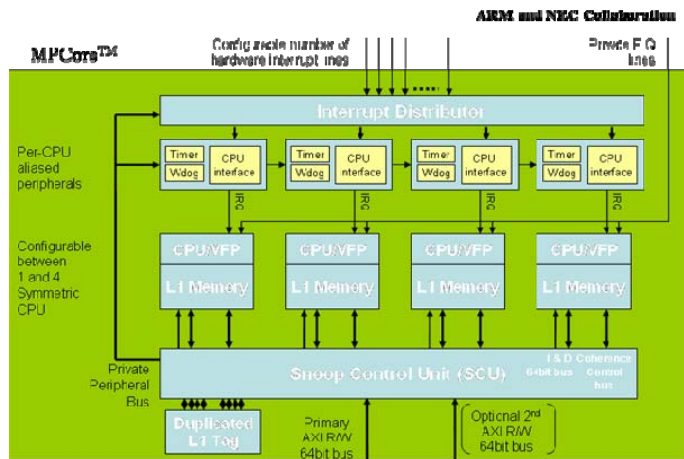 ARM and NEC Collaboration
MPCore™
Configurable number of
hardware interrupt lines
Private FIQ
lines
Interrupt Distributor
Per-CPU
aliased
peripherals
Timer
Wdog
CPU
interface
Timer
Wdog
CPU
interface
Timer
Wdog
CPU
interface
Timer
Wdog
CPU
interface
IRQ
IRQ
IRQ
IRQ
Configurable
between
1 and 4
Symmetric
CPU
CPU/VFP
L1 Memory
CPU/VFP
L1 Memory
CPU/VFP
L1 Memory
CPU/VFP
L1 Memory
Private
Peripheral
Bus
Snoop Control Unit (SCU)
I & D
64bit bus
Coherence
Control
bus
Duplicated
L1 Tag
Primary
AXI R/W
64bit bus
Optional 2nd
AXI R/W
64bit bus